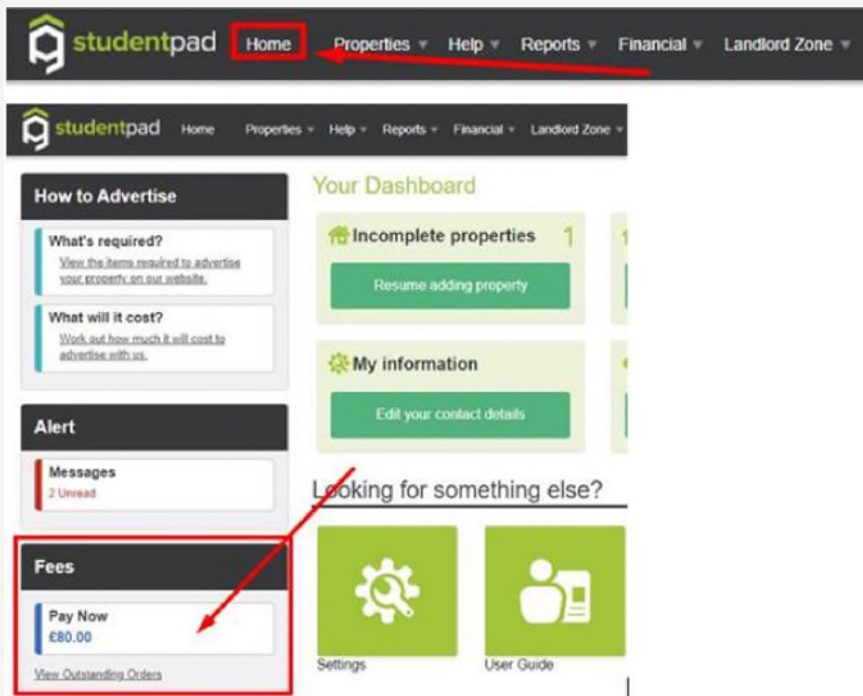 studentpad Home Properties Help Reports Financial Landlord Zone
studentpad Home Properties Help Reports Financial Landlord Zone
How to Advertise
What's required?
View the items required to advertise
your property on our website.
What will it cost?
Work out how much it will cost to
advertise with us.
Alert
Messages
2 Unread
Fees
Pay Now
£80.00
View Outstanding Orders
Your Dashboard
Incomplete properties 1
Resume adding property
My information
Edit your contact details
Looking for something else?
Settings
User Guide